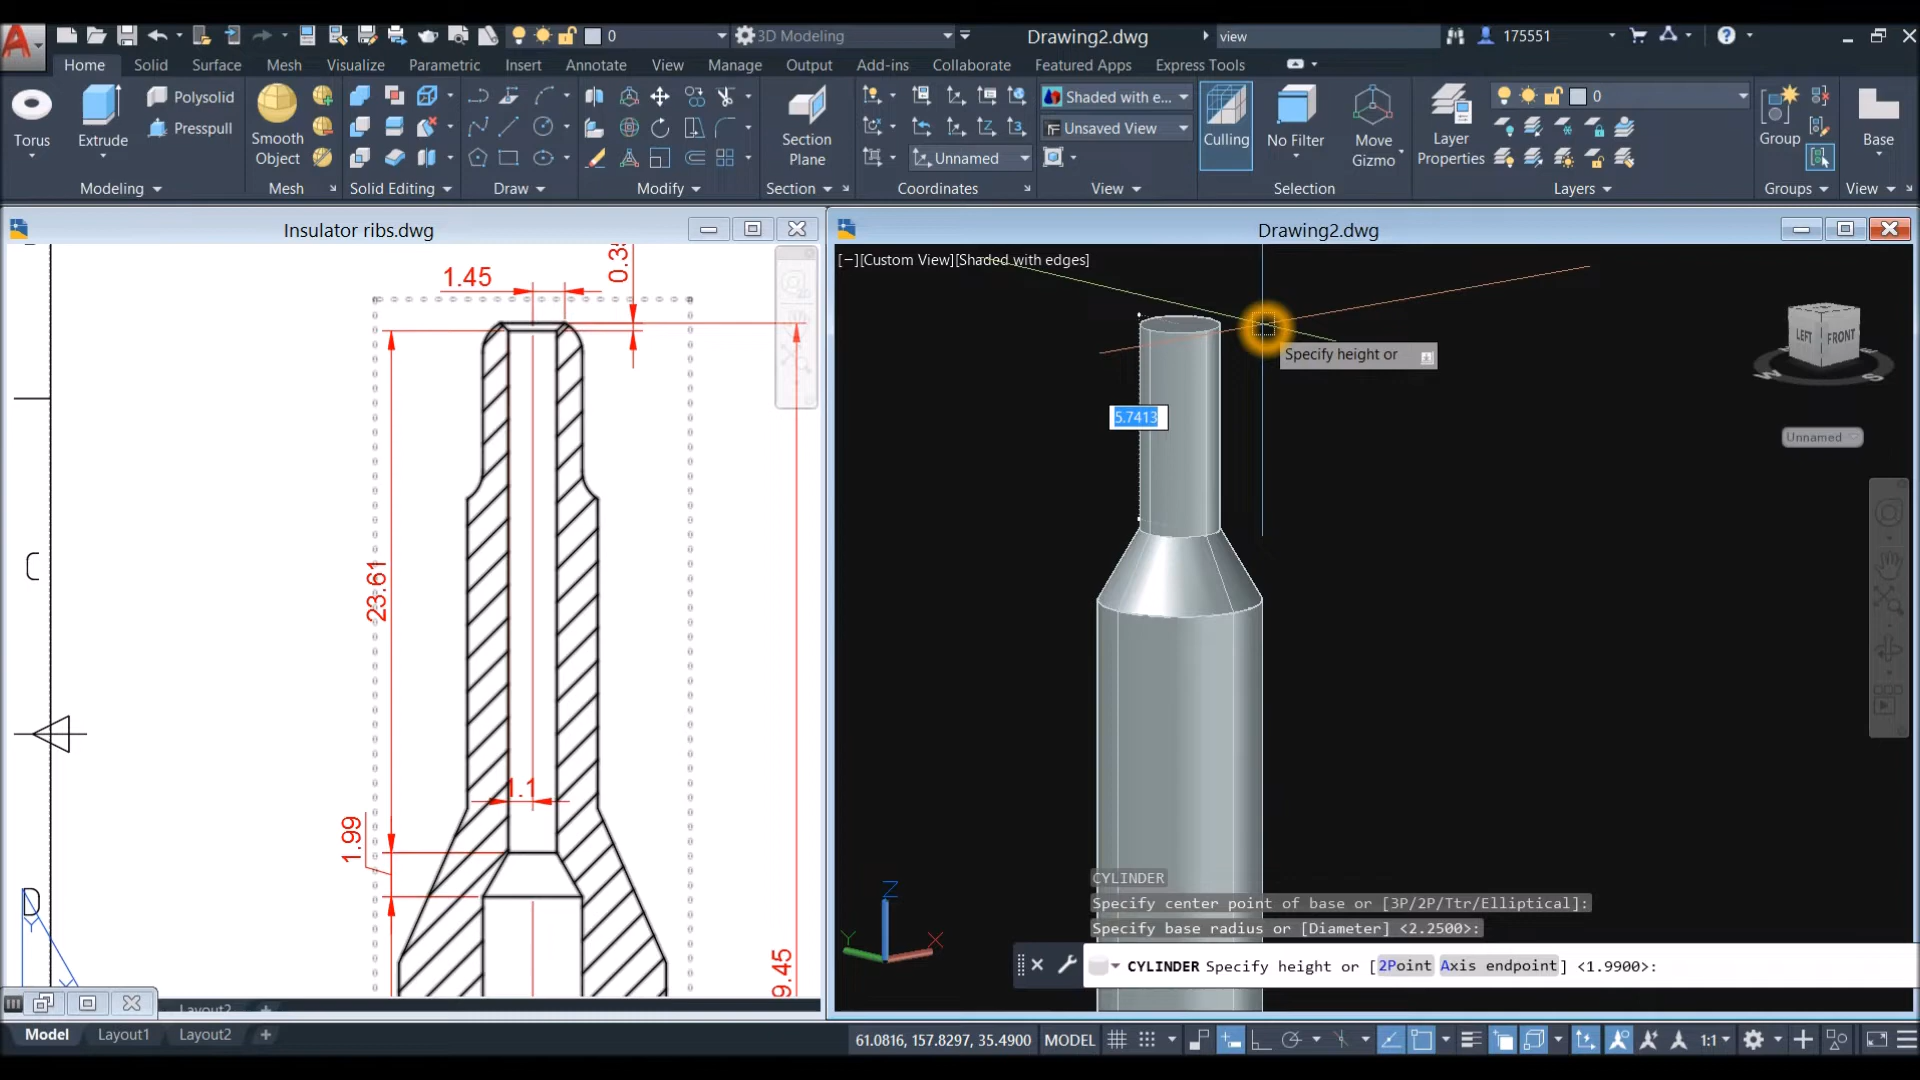 0
3D Modeling
Drawing2.dwg
view
175551
Home Solid Surface Mesh Visualize Parametric Insert Annotate View Manage Output Add-ins Collaborate Featured Apps Express Tools
Torus
Extrude
Polysolid
Presspull
Smooth
Object
Section
Plane
Shaded with e...
Unsaved View
Unnamed
Culling
No Filter
Move
Gizmo
Layer
Properties
0
Group
Base
Modeling Mesh Solid Editing Draw Modify Section Coordinates View Selection Layers Groups View
Insulator ribs.dwg
Drawing2.dwg
[−][Custom View][Shaded with edges]
1.45
23.61
1.1
1.99
9.45
C
D
Y
LEFT
FRONT
W
S
Unnamed
Specify height or
5.7413
Z
Y
X
CYLINDER
Specify center point of base or [3P/2P/Ttr/Elliptical]:
Specify base radius or [Diameter] <2.2500>:
CYLINDER Specify height or [2Point Axis endpoint] <1.9900>:
Layout2 +
Model Layout1 Layout2 +
61.0816, 157.8297, 35.4900 MODEL
1:1